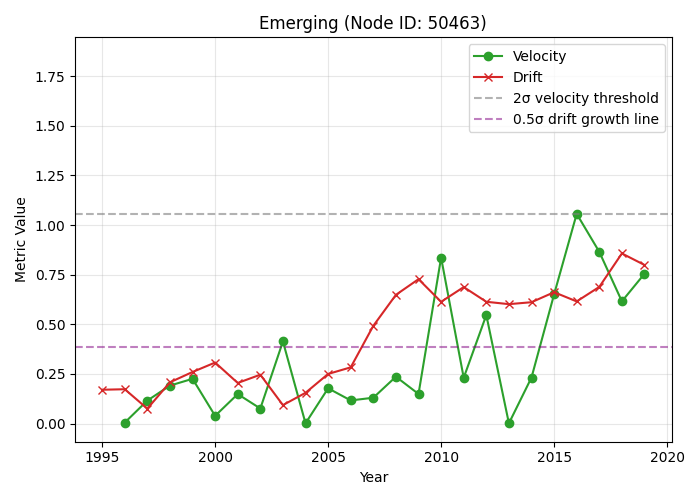 Emerging (Node ID: 50463)
Velocity
Drift
2σ velocity threshold
0.5σ drift growth line
Metric Value
1.75
1.50
1.25
1.00
0.75
0.50
0.25
0.00
1995
2000
2005
2010
2015
2020
Year